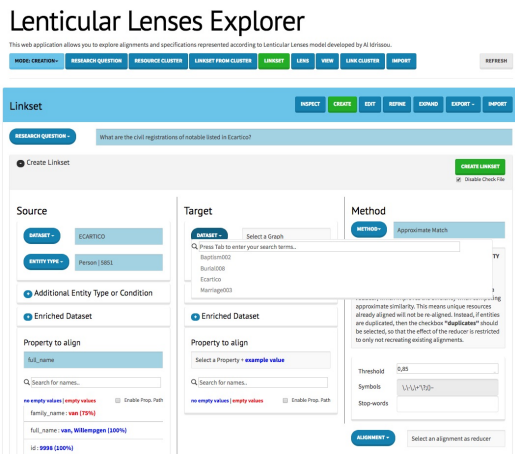 Lenticular Lenses Explorer
This web application allows you to explore alignments and specifications represented according to Lenticular Lenses model developed by Al Idrissou.
MODE: CREATION RESEARCH QUESTION RESOURCE CLUSTER LINKSET FROM CLUSTER LINKSET LENS VIEW LINK CLUSTER IMPORT REFRESH
Linkset
INSPECT CREATE EDIT REFINE EXPAND EXPORT IMPORT
RESEARCH QUESTION What are the civil registrations of notable listed in Ecartico?
Create Linkset
CREATE LINKSET
Disable Check File
Source
DATASET ECARTICO
ENTITY TYPE Person | 5851
Additional Entity Type or Condition
Enriched Dataset
Property to align
full_name
Search for names..
no empty values | empty values Enable Prop. Path
family_name : van (75%)
full_name : van, Willempgen (100%)
id : 9998 (100%)
Target
DATASET Select a Graph
Press Tab to enter your search terms..
Baptism002
Burial008
Ecartico
Marriage003
Enriched Dataset
Property to align
Select a Property + example value
Search for names..
no empty values | empty values Enable Prop. Path
Method
METHOD Approximate Match
TY
approximate similarity. This means unique resources
already aligned will not be re-aligned. Instead, if entities
are duplicated, then the checkbox "duplicates" should
be selected, so that the effect of the reducer is restricted
to only not recreating existing alignments.
Threshold 0,85
Symbols
Stop-words
ALIGNMENT Select an alignment as reducer